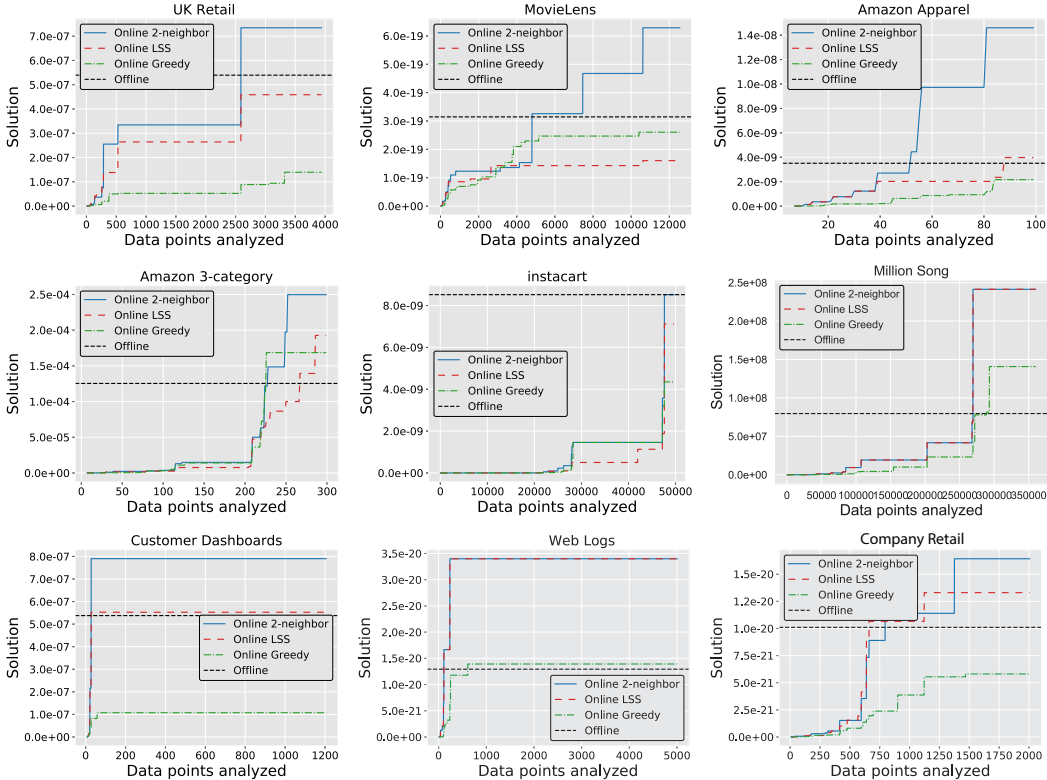 UK Retail
7.0e-07
6.0e-07
5.0e-07
4.0e-07
3.0e-07
2.0e-07
1.0e-07
0.0e+00
Solution
Online 2-neighbor
Online LSS
Online Greedy
Offline
0 500 1000 1500 2000 2500 3000 3500 4000
Data points analyzed
MovieLens
6.0e-19
5.0e-19
4.0e-19
3.0e-19
2.0e-19
1.0e-19
0.0e+00
Solution
Online 2-neighbor
Online LSS
Online Greedy
Offline
0 2000 4000 6000 8000 10000 12000
Data points analyzed
Amazon Apparel
1.4e-08
1.2e-08
1.0e-08
8.0e-09
6.0e-09
4.0e-09
2.0e-09
0.0e+00
Solution
Online 2-neighbor
Online LSS
Online Greedy
Offline
20 40 60 80 100
Data points analyzed
Amazon 3-category
2.5e-04
2.0e-04
1.5e-04
1.0e-04
5.0e-05
0.0e+00
Solution
Online 2-neighbor
Online LSS
Online Greedy
Offline
0 50 100 150 200 250 300
Data points analyzed
instacart
8.0e-09
6.0e-09
4.0e-09
2.0e-09
0.0e+00
Solution
Online 2-neighbor
Online LSS
Online Greedy
Offline
0 10000 20000 30000 40000 50000
Data points analyzed
Million Song
2.5e+08
2.0e+08
1.5e+08
1.0e+08
5.0e+07
0.0e+00
Solution
Online 2-neighbor
Online LSS
Online Greedy
Offline
0 50000 100000 150000 200000 250000 300000 350000
Data points analyzed
Customer Dashboards
8.0e-07
7.0e-07
6.0e-07
5.0e-07
4.0e-07
3.0e-07
2.0e-07
1.0e-07
0.0e+00
Solution
Online 2-neighbor
Online LSS
Online Greedy
Offline
0 200 400 600 800 1000 1200
Data points analyzed
Web Logs
3.5e-20
3.0e-20
2.5e-20
2.0e-20
1.5e-20
1.0e-20
5.0e-21
0.0e+00
Solution
Online 2-neighbor
Online LSS
Online Greedy
Offline
0 1000 2000 3000 4000 5000
Data points analyzed
Company Retail
1.5e-20
1.2e-20
1.0e-20
7.5e-21
5.0e-21
2.5e-21
0.0e+00
Solution
Online 2-neighbor
Online LSS
Online Greedy
Offline
0 250 500 750 1000 1250 1500 1750 2000
Data points analyzed